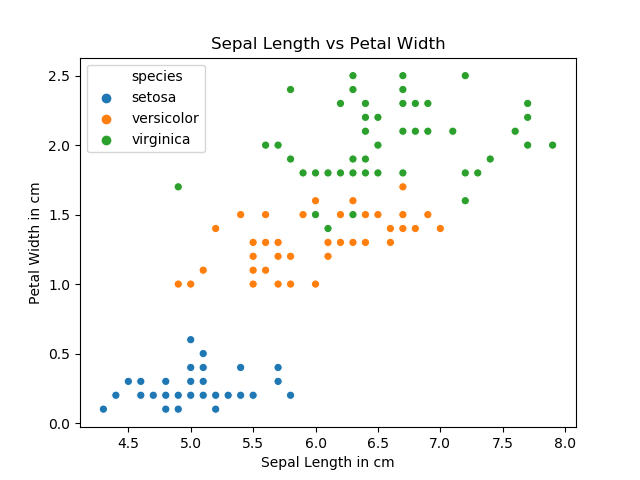 Sepal Length vs Petal Width
species
setosa
versicolor
virginica
Petal Width in cm
2.5
2.0
1.5
1.0
0.5
0.0
4.5 5.0 5.5 6.0 6.5 7.0 7.5 8.0
Sepal Length in cm